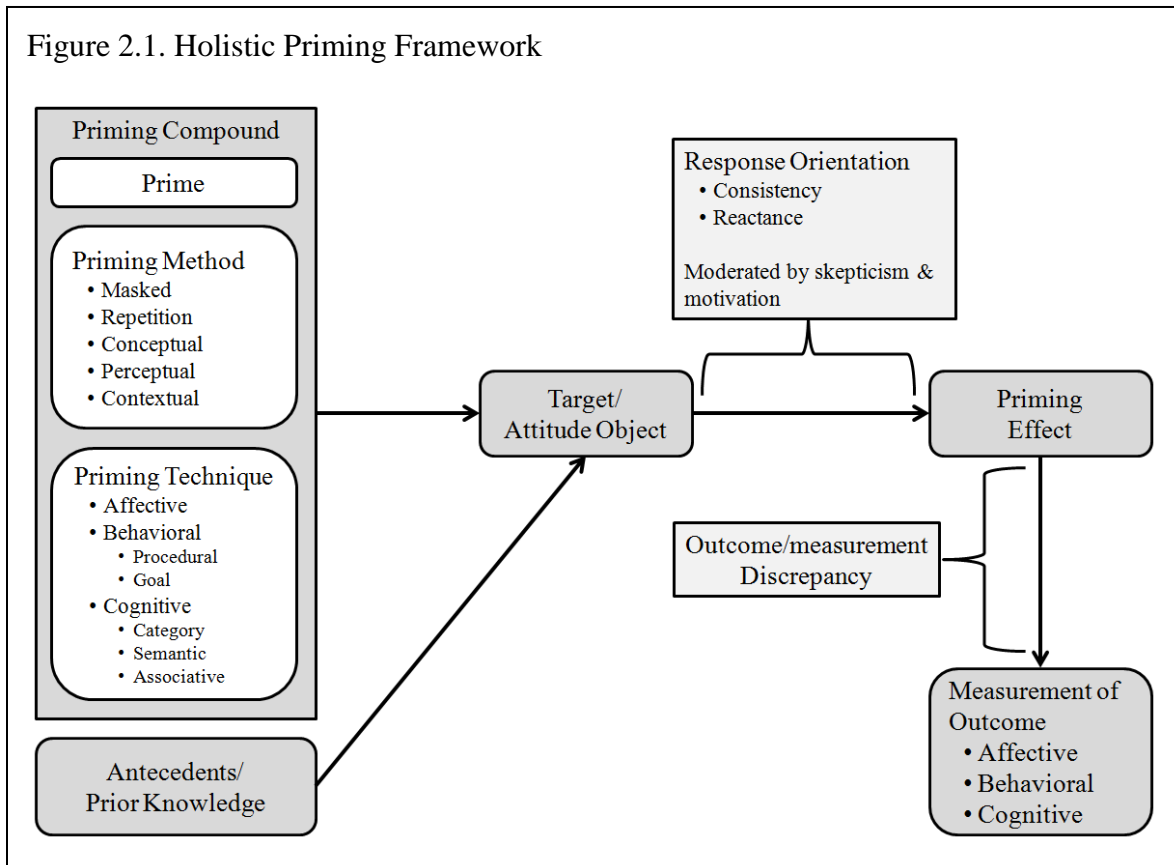 Figure 2.1. Holistic Priming Framework
Priming Compound
Prime
Priming Method
• Masked
• Repetition
• Conceptual
• Perceptual
• Contextual
Priming Technique
• Affective
• Behavioral
• Procedural
• Goal
• Cognitive
• Category
• Semantic
• Associative
Antecedents/
Prior Knowledge
Target/
Attitude Object
Response Orientation
• Consistency
• Reactance
Moderated by skepticism &
motivation
Priming
Effect
Outcome/measurement
Discrepancy
Measurement of
Outcome
• Affective
• Behavioral
• Cognitive